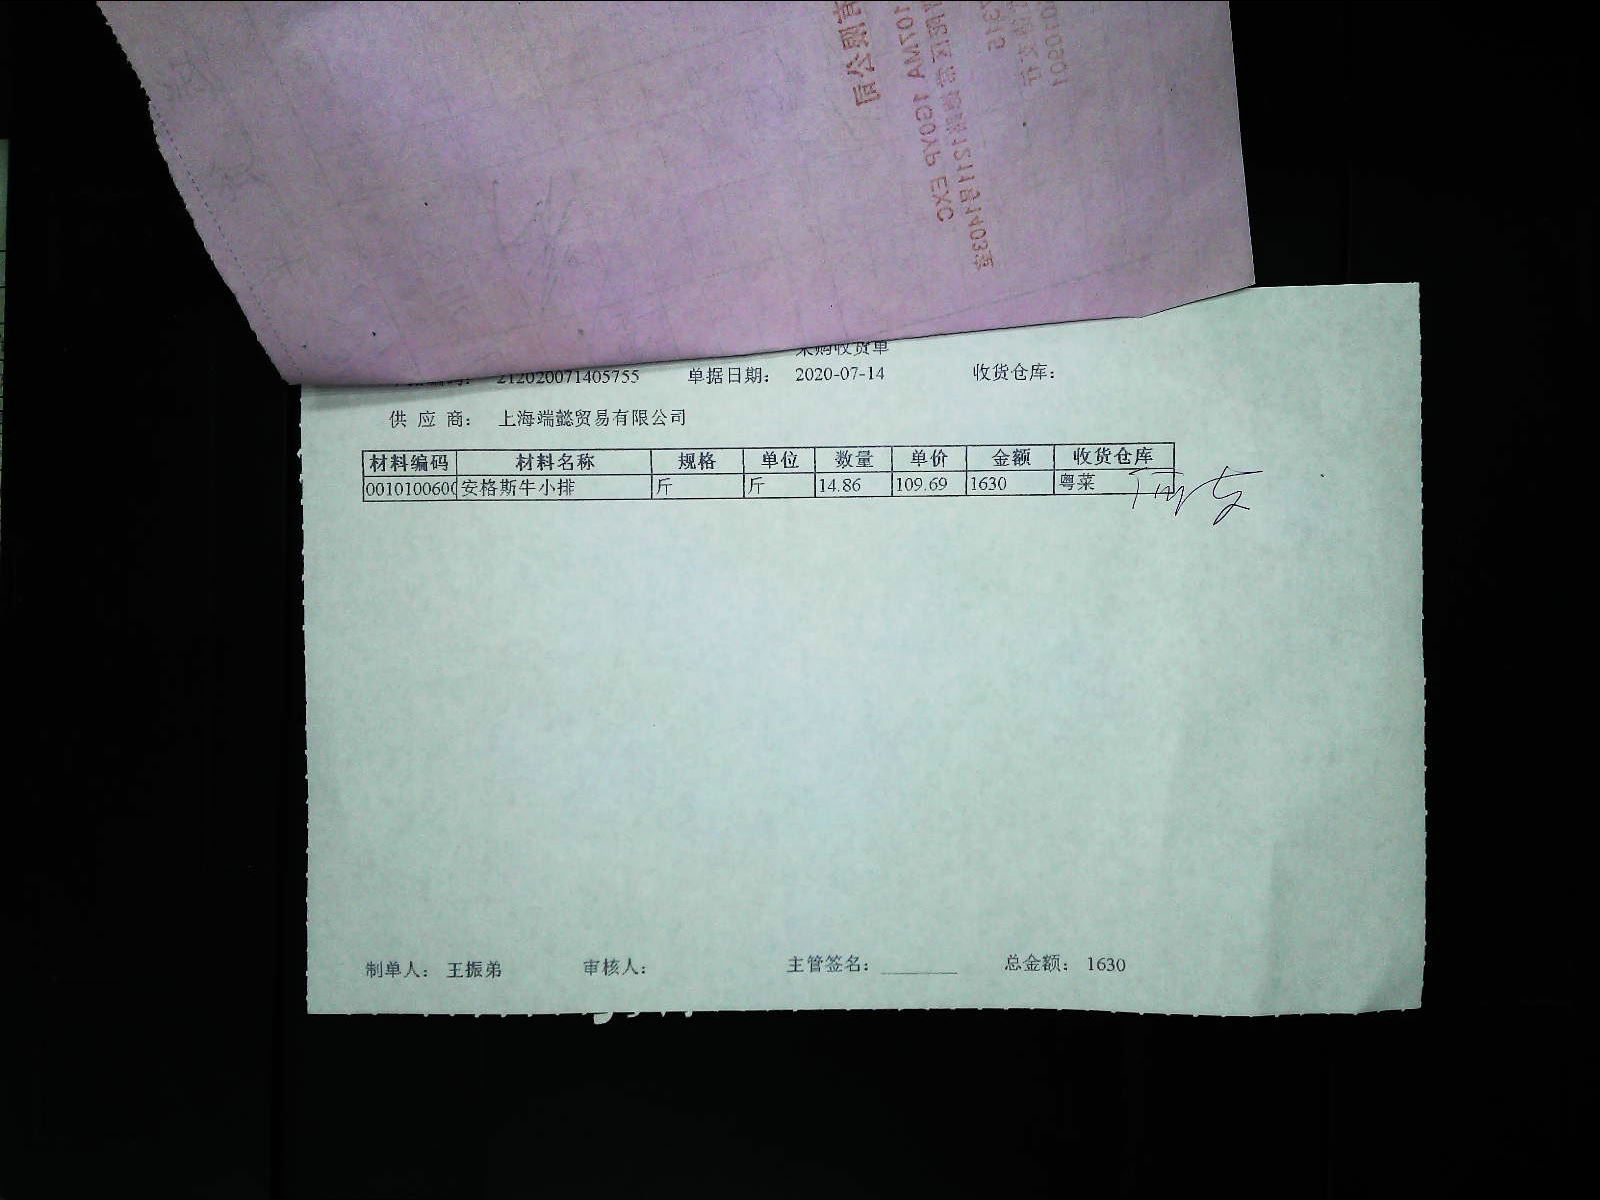 采购收货单
212020071405755 单据日期: 2020-07-14 收货仓库:
供 应 商: 上海端懿贸易有限公司
材料编码 材料名称 规格 单位 数量 单价 金额 收货仓库
0010100600 安格斯牛小排 斤 斤 14.86 109.69 1630 粤菜
制单人: 王振弟 审核人: 主管签名: ________ 总金额: 1630